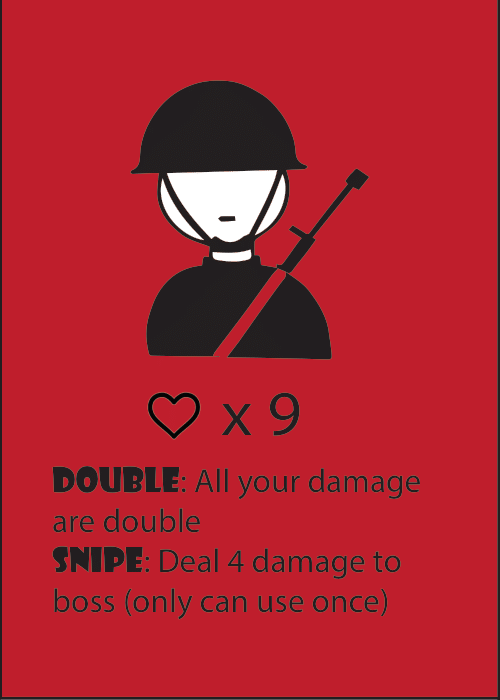 x 9
DOUBLE: All your damage
are double
SNIPE: Deal 4 damage to
boss (only can use once)